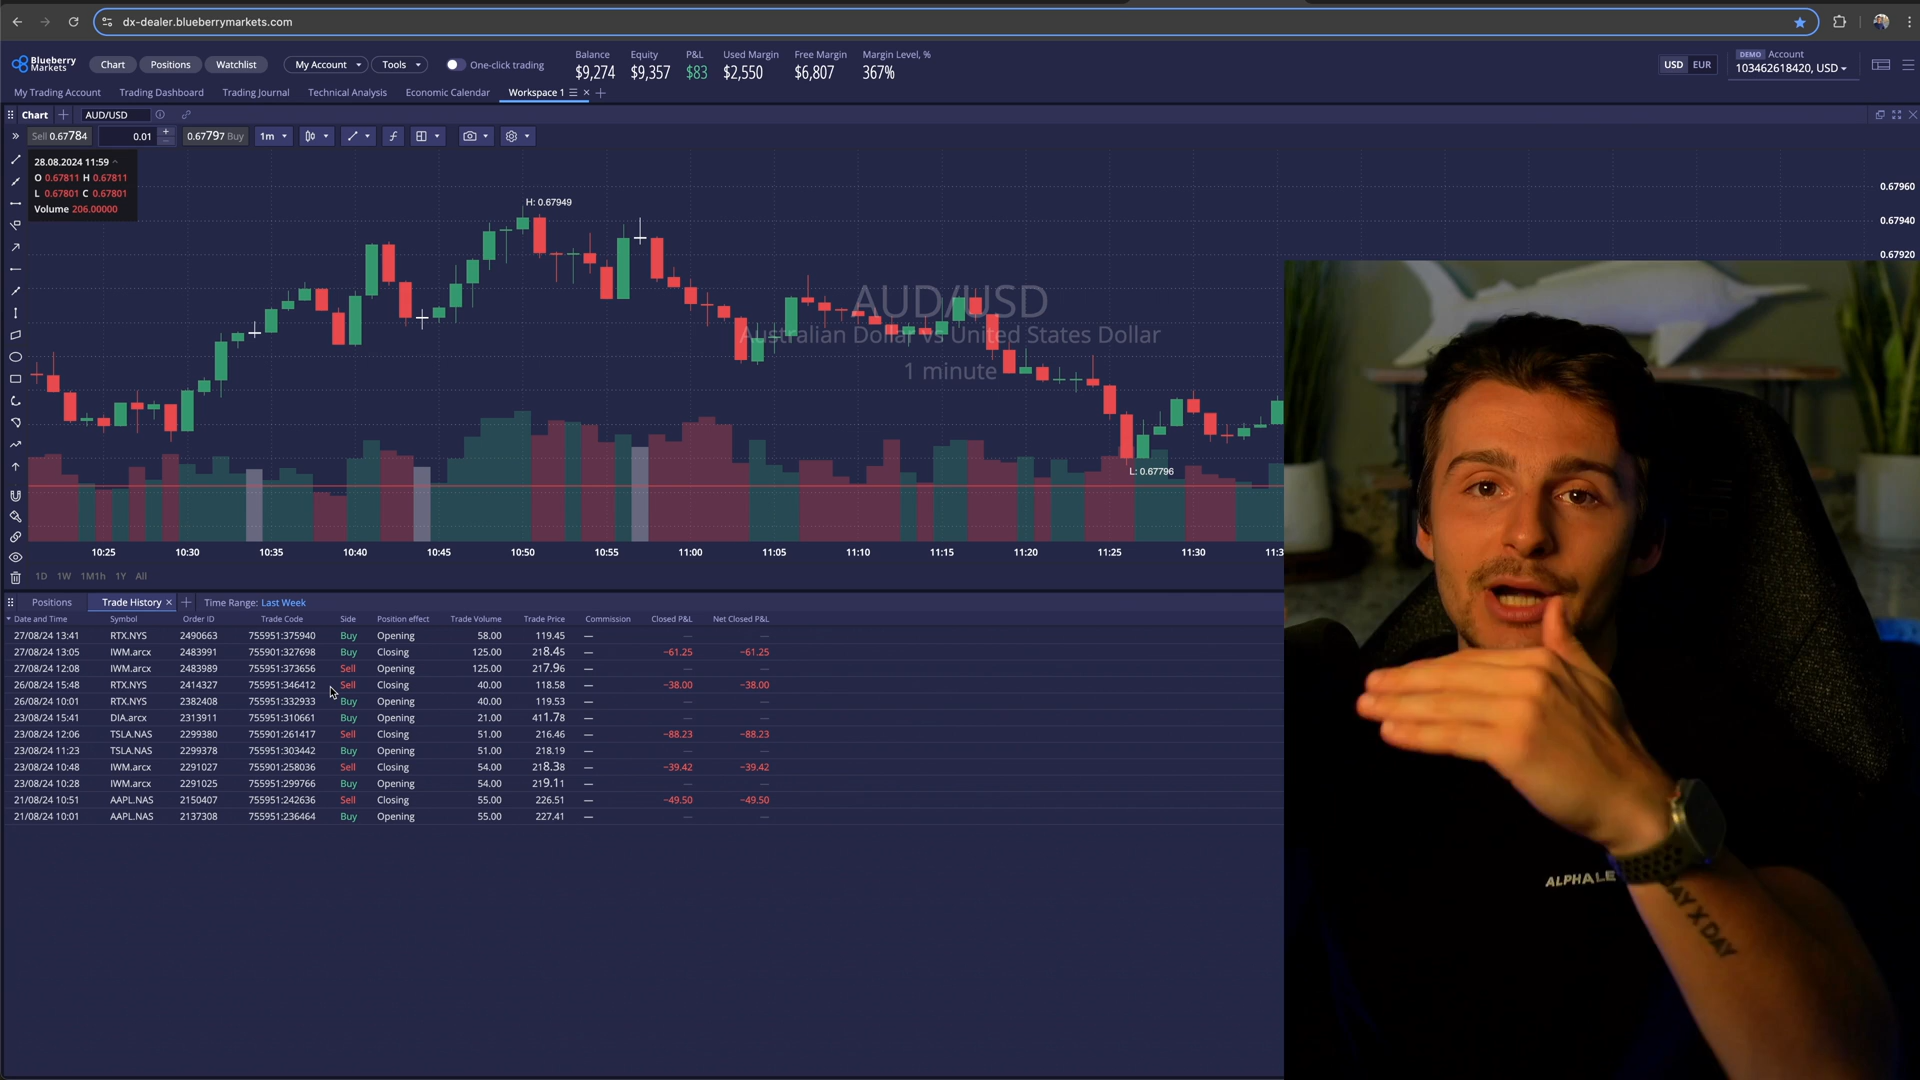 dx-dealer.blueberrymarkets.com
Blueberry Markets
Chart Positions Watchlist My Account Tools One-click trading
Balance Equity P&L Used Margin Free Margin Margin Level, %
$9,274 $9,357 $83 $2,550 $6,807 367%
USD EUR
DEMO Account
103462618420, USD
My Trading Account Trading Dashboard Trading Journal Technical Analysis Economic Calendar Workspace 1
Chart AUD/USD
Sell 0.67784 0.01 0.67797 Buy 1m
28.08.2024 11:59
O 0.67811 H 0.67811
L 0.67801 C 0.67801
Volume 206.00000
H: 0.67949
0.67960
0.67940
0.67920
AUD/USD
Australian Dollar vs United States Dollar
1 minute
L: 0.67796
10:25 10:30 10:35 10:40 10:45 10:50 10:55 11:00 11:05 11:10 11:15 11:20 11:25 11:30 11:3
1D 1W 1M1h 1Y All
Positions Trade History Time Range: Last Week
Date and Time Symbol Order ID Trade Code Side Position effect Trade Volume Trade Price Commission Closed P&L Net Closed P&L
27/08/24 13:41 RTX.NYS 2490663 755951:375940 Buy Opening 58.00 119.45 — — —
27/08/24 13:05 IWM.arcx 2483991 755901:327698 Buy Closing 125.00 218.45 — −61.25 −61.25
27/08/24 12:08 IWM.arcx 2483989 755951:373656 Sell Opening 125.00 217.96 — — —
26/08/24 15:48 RTX.NYS 2414327 755951:346412 Sell Closing 40.00 118.58 — −38.00 −38.00
26/08/24 10:01 RTX.NYS 2382408 755951:332933 Buy Opening 40.00 119.53 — — —
23/08/24 15:41 DIA.arcx 2313911 755951:310661 Buy Opening 21.00 411.78 — — —
23/08/24 12:06 TSLA.NAS 2299380 755901:261417 Sell Closing 51.00 216.46 — −88.23 −88.23
23/08/24 11:23 TSLA.NAS 2299378 755951:303442 Buy Opening 51.00 218.19 — — —
23/08/24 10:48 IWM.arcx 2291027 755901:258036 Sell Closing 54.00 218.38 — −39.42 −39.42
23/08/24 10:28 IWM.arcx 2291025 755951:299766 Buy Opening 54.00 219.11 — — —
21/08/24 10:51 AAPL.NAS 2150407 755951:242636 Sell Closing 55.00 226.51 — −49.50 −49.50
21/08/24 10:01 AAPL.NAS 2137308 755951:236464 Buy Opening 55.00 227.41 — — —
ALPHALE
DAY X DAY